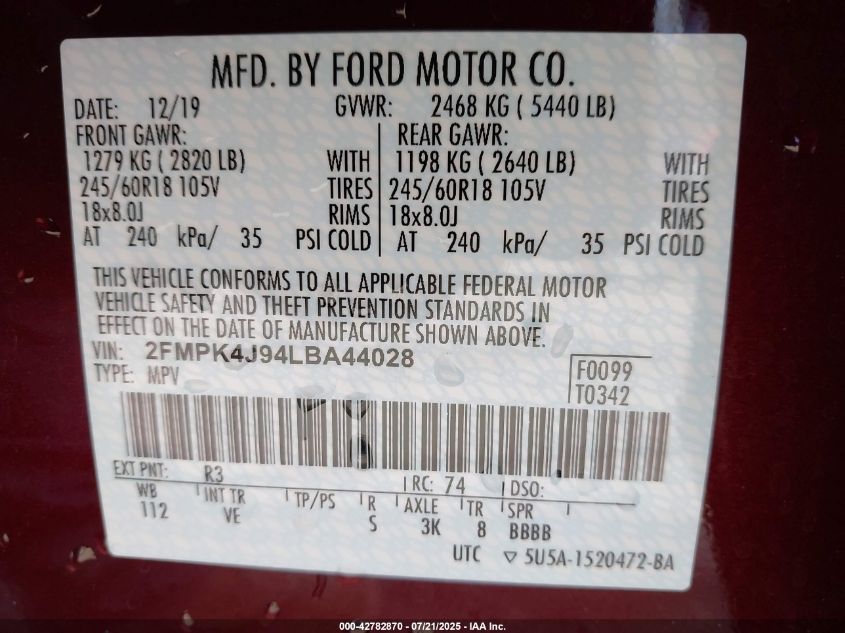 MFD. BY FORD MOTOR CO.
DATE: 12/19 GVWR: 2468 KG ( 5440 LB)
FRONT GAWR: REAR GAWR:
1279 KG ( 2820 LB) WITH 1198 KG ( 2640 LB) WITH
245/60R18 105V TIRES 245/60R18 105V TIRES
18x8.0J RIMS 18x8.0J RIMS
AT 240 kPa/ 35 PSI COLD AT 240 kPa/ 35 PSI COLD
THIS VEHICLE CONFORMS TO ALL APPLICABLE FEDERAL MOTOR
VEHICLE SAFETY AND THEFT PREVENTION STANDARDS IN
EFFECT ON THE DATE OF MANUFACTURE SHOWN ABOVE.
VIN: 2FMPK4J94LBA44028 F0099
TYPE: MPV T0342
EXT PNT: R3 RC: 74 DSO:
WB INT TR TP/PS R AXLE TR SPR
112 VE S 3K 8 BBBB
UTC ▽ 5U5A-1520472-BA
000-42782870 - 07/21/2025 - IAA Inc.